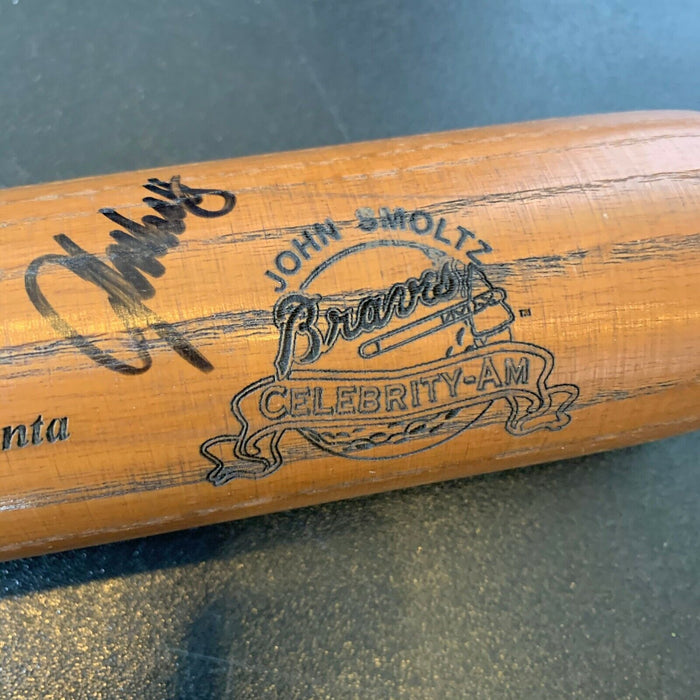 JOHN SMOLTZ
Braves
TM
CELEBRITY-AM
nta